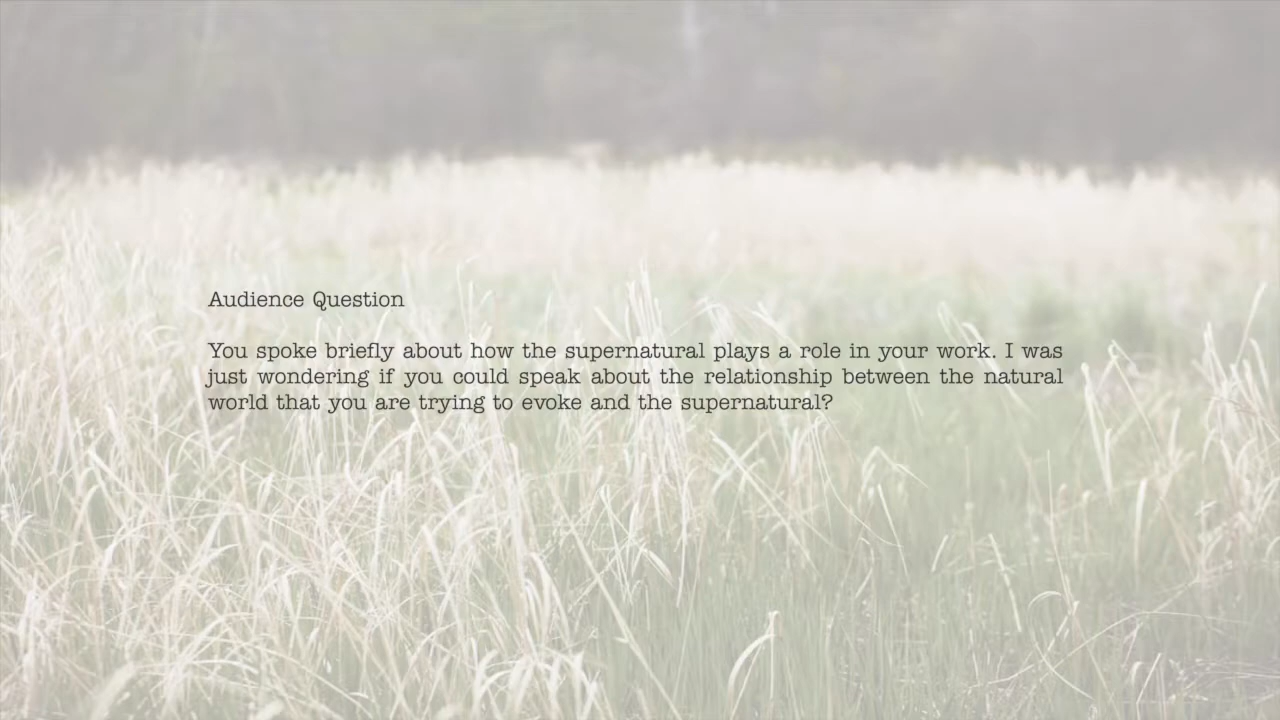 Audience Question
You spoke briefly about how the supernatural plays a role in your work. I was
just wondering if you could speak about the relationship between the natural
world that you are trying to evoke and the supernatural?